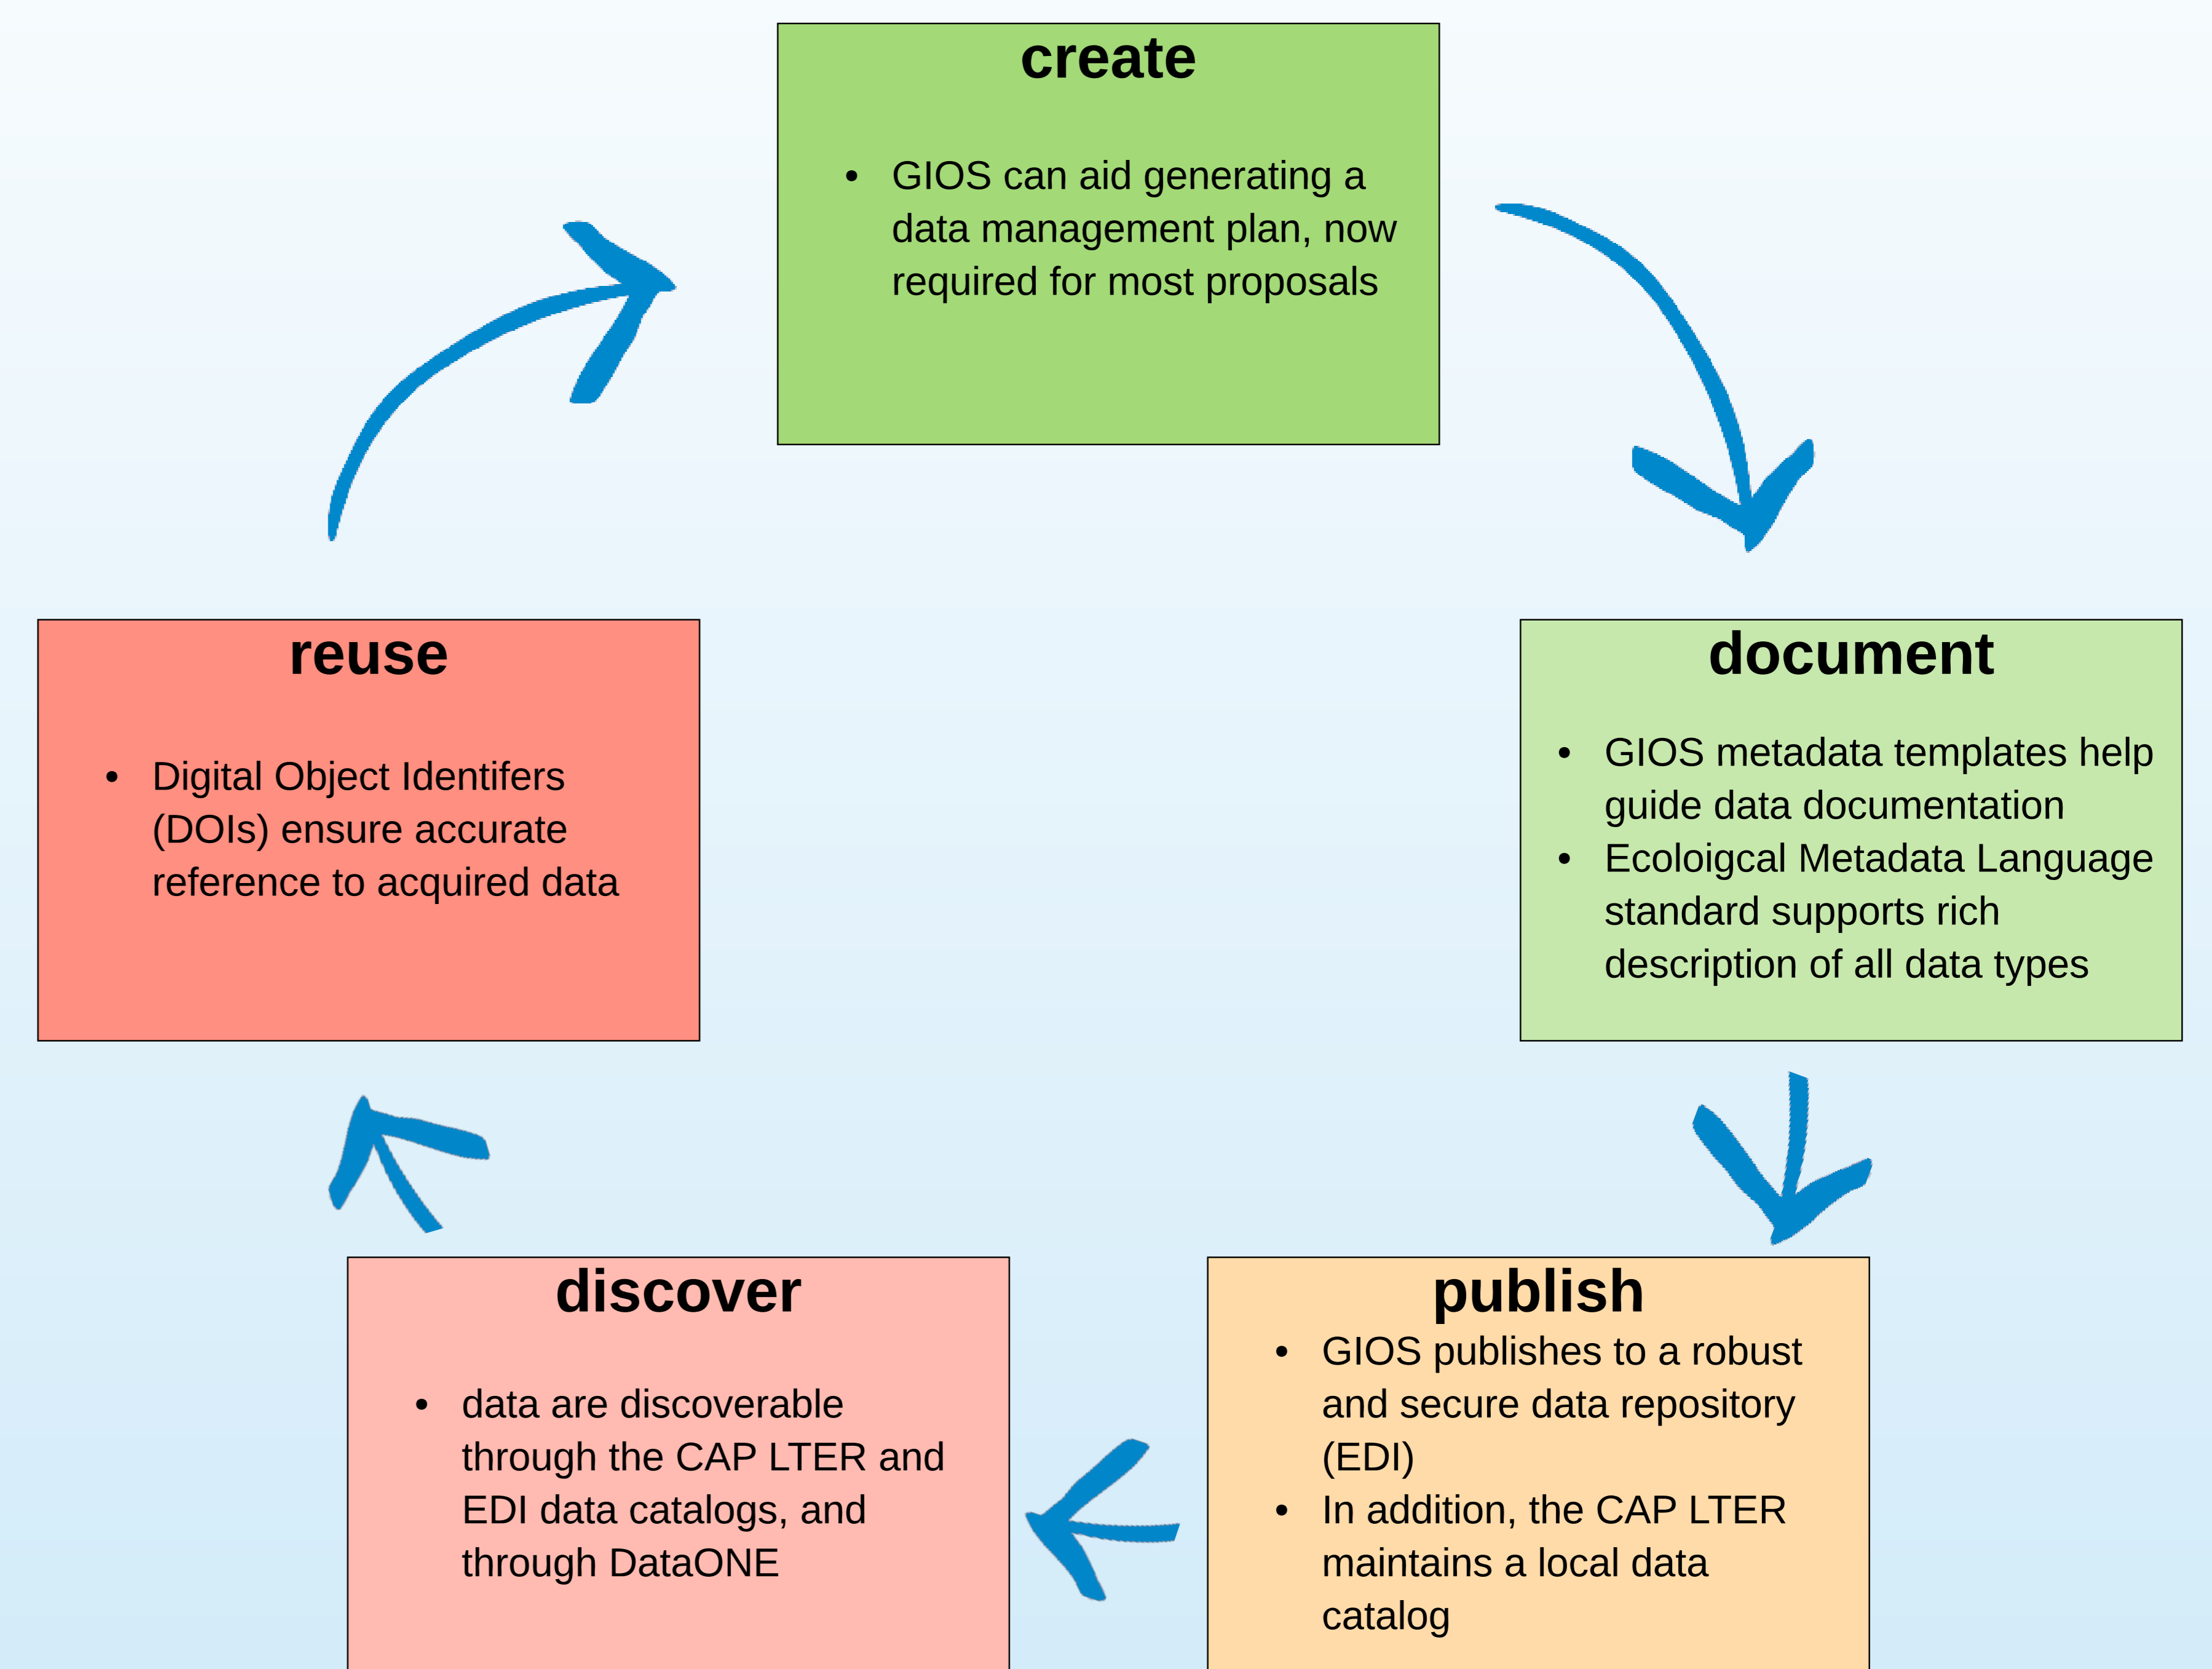 create
• GIOS can aid generating a
data management plan, now
required for most proposals
reuse
• Digital Object Identifers
(DOIs) ensure accurate
reference to acquired data
document
• GIOS metadata templates help
guide data documentation
• Ecoloigcal Metadata Language
standard supports rich
description of all data types
discover
• data are discoverable
through the CAP LTER and
EDI data catalogs, and
through DataONE
publish
• GIOS publishes to a robust
and secure data repository
(EDI)
• In addition, the CAP LTER
maintains a local data
catalog